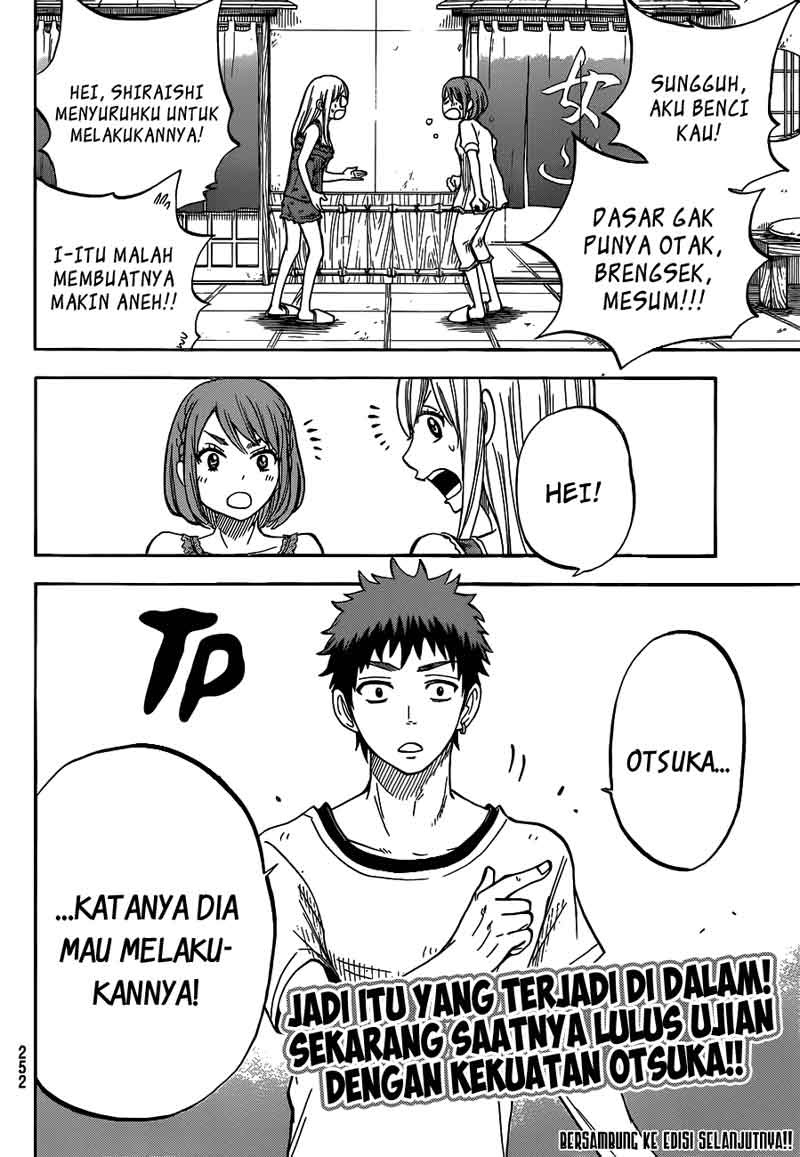 SUNGGUH,
AKU BENCI
KAU!
女
DASAR GAK
PUNYA OTAK,
BRENGSEK,
MESUM!!!
HEI, SHIRAISHI
MENYURUHKU UNTUK
MELAKUKANNYA!
I-ITU MALAH
MEMBUATNYA
MAKIN ANEH!!
HEI!
TP
OTSUKA...
...KATANYA DIA
MAU MELAKU-
KANNYA!
JADI ITU YANG TERJADI DI DALAM!
SEKARANG SAATNYA LULUS UJIAN
DENGAN KEKUATAN OTSUKA!!
252
BERSAMBUNG KE EDISI SELANJUTNYA!!